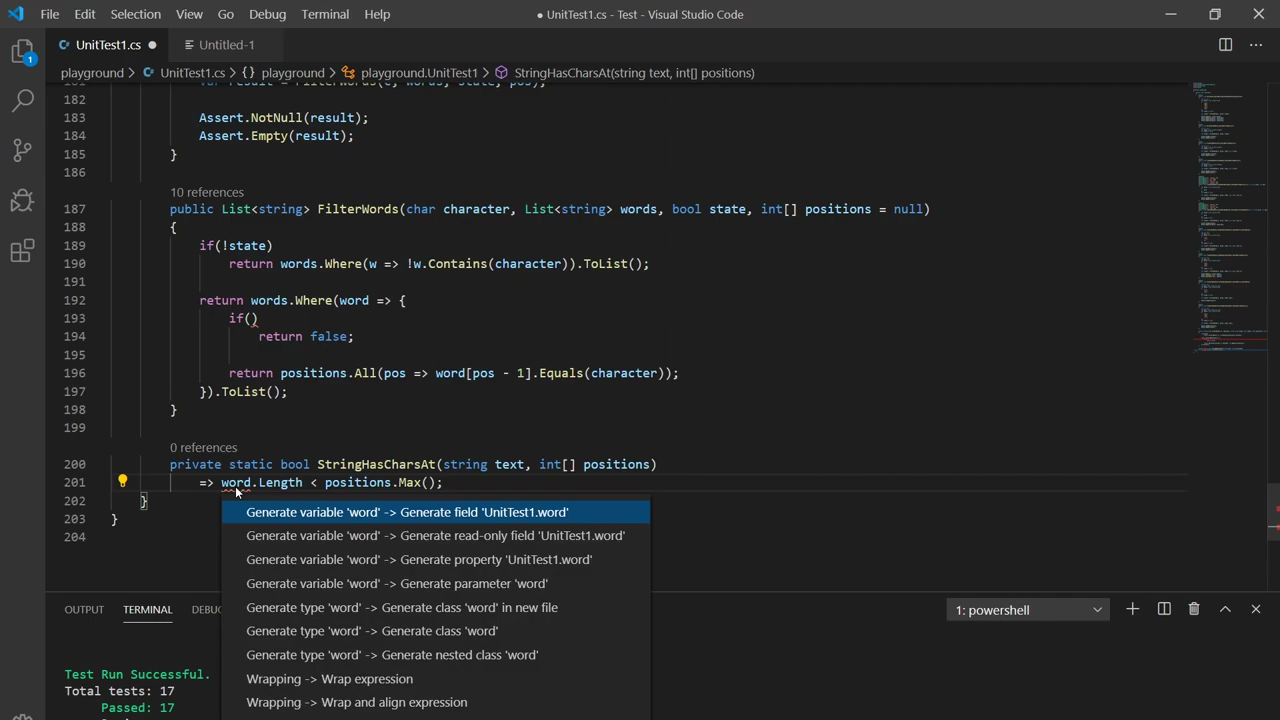 File Edit Selection View Go Debug Terminal Help
● UnitTest1.cs - Test - Visual Studio Code
UnitTest1.cs ● Untitled-1
playground > UnitTest1.cs > {} playground > playground.UnitTest1 > StringHasCharsAt(string text, int[] positions)
1
182
183 Assert.NotNull(result);
184 Assert.Empty(result);
185 }
186
10 references
187 public List<string> FilterWords(char character, List<string> words, bool state, int[] positions = null)
188 {
189 if(!state)
190 return words.Where(w => !w.Contains(character)).ToList();
191
192 return words.Where(word => {
193 if()
194 return false;
195
196 return positions.All(pos => word[pos - 1].Equals(character));
197 }).ToList();
198 }
199
0 references
200 private static bool StringHasCharsAt(string text, int[] positions)
201 => word.Length < positions.Max();
202 }
203 }
204
Generate variable 'word' -> Generate field 'UnitTest1.word'
Generate variable 'word' -> Generate read-only field 'UnitTest1.word'
Generate variable 'word' -> Generate property 'UnitTest1.word'
Generate variable 'word' -> Generate parameter 'word'
Generate type 'word' -> Generate class 'word' in new file
Generate type 'word' -> Generate class 'word'
Generate type 'word' -> Generate nested class 'word'
Wrapping -> Wrap expression
Wrapping -> Wrap and align expression
OUTPUT TERMINAL DEBU
1: powershell
Test Run Successful.
Total tests: 17
Passed: 17